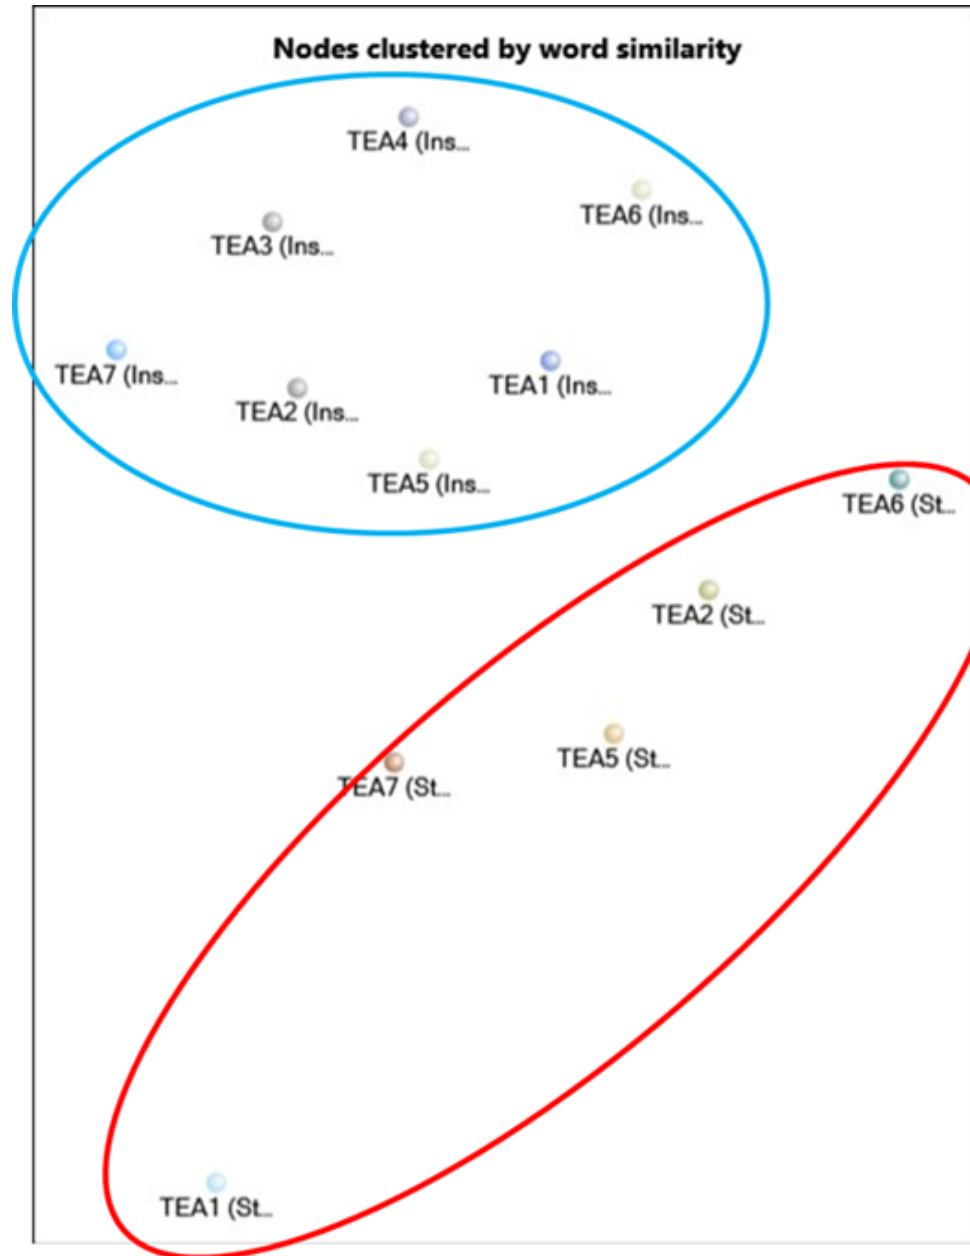 Nodes clustered by word similarity
TEA4 (Ins...
TEA6 (Ins...
TEA3 (Ins...
TEA7 (Ins...
TEA1 (Ins...
TEA2 (Ins...
TEA5 (Ins...
TEA6 (St...
TEA2 (St...
TEA5 (St...
TEA7 (St...
TEA1 (St...